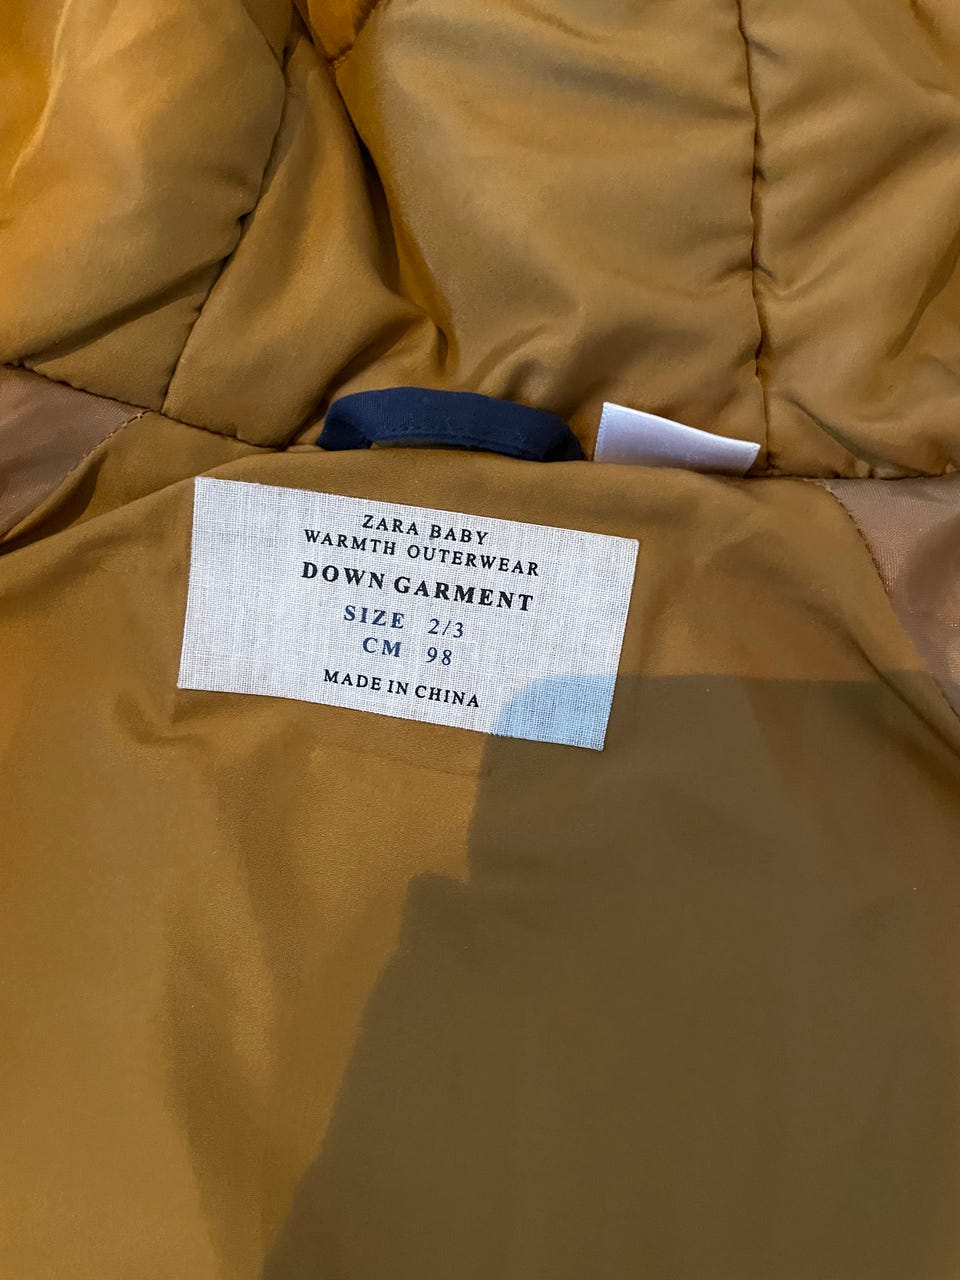 ZARA BABY
WARMTH OUTERWEAR
DOWN GARMENT
SIZE 2/3
CM 98
MADE IN CHINA